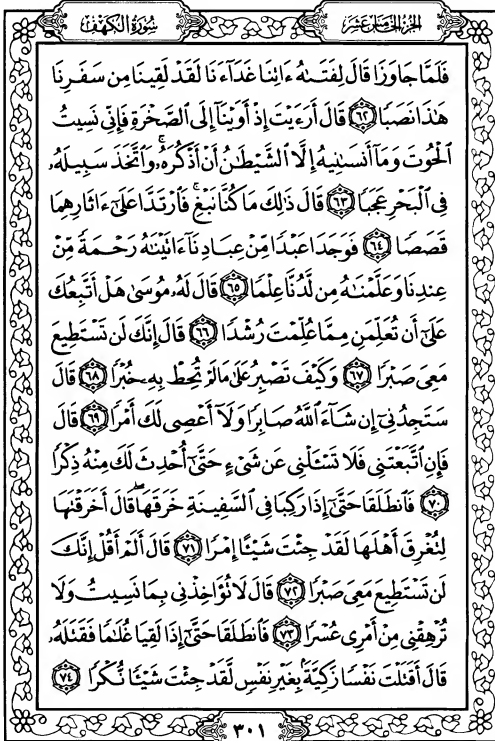 الجزء الخامس عشر سورة الكهف
فَلَمَّا جَاوَزَا قَالَ لِفَتَىٰهُ ءَاتِنَا غَدَآءَنَا لَقَدْ لَقِينَا مِن سَفَرِنَا
هَٰذَا نَصَبًا ﴿٦٢﴾ قَالَ أَرَءَيْتَ إِذْ أَوَيْنَآ إِلَى ٱلصَّخْرَةِ فَإِنِّى نَسِيتُ
ٱلْحُوتَ وَمَآ أَنسَىٰنِيهُ إِلَّا ٱلشَّيْطَٰنُ أَنْ أَذْكُرَهُۥ ۚ وَٱتَّخَذَ سَبِيلَهُۥ
فِى ٱلْبَحْرِ عَجَبًا ﴿٦٣﴾ قَالَ ذَٰلِكَ مَا كُنَّا نَبْغِ ۚ فَٱرْتَدَّا عَلَىٰٓ ءَاثَارِهِمَا
قَصَصًا ﴿٦٤﴾ فَوَجَدَا عَبْدًا مِّنْ عِبَادِنَآ ءَاتَيْنَٰهُ رَحْمَةً مِّنْ
عِندِنَا وَعَلَّمْنَٰهُ مِن لَّدُنَّا عِلْمًا ﴿٦٥﴾ قَالَ لَهُۥ مُوسَىٰ هَلْ أَتَّبِعُكَ
عَلَىٰٓ أَن تُعَلِّمَنِ مِمَّا عُلِّمْتَ رُشْدًا ﴿٦٦﴾ قَالَ إِنَّكَ لَن تَسْتَطِيعَ
مَعِىَ صَبْرًا ﴿٦٧﴾ وَكَيْفَ تَصْبِرُ عَلَىٰ مَا لَمْ تُحِطْ بِهِۦ خُبْرًا ﴿٦٨﴾ قَالَ
سَتَجِدُنِىٓ إِن شَآءَ ٱللَّهُ صَابِرًا وَلَآ أَعْصِى لَكَ أَمْرًا ﴿٦٩﴾ قَالَ
فَإِنِ ٱتَّبَعْتَنِى فَلَا تَسْـَٔلْنِى عَن شَىْءٍ حَتَّىٰٓ أُحْدِثَ لَكَ مِنْهُ ذِكْرًا
﴿٧٠﴾ فَٱنطَلَقَا حَتَّىٰٓ إِذَا رَكِبَا فِى ٱلسَّفِينَةِ خَرَقَهَا ۖ قَالَ أَخَرَقْتَهَا
لِتُغْرِقَ أَهْلَهَا لَقَدْ جِئْتَ شَيْـًٔا إِمْرًا ﴿٧١﴾ قَالَ أَلَمْ أَقُلْ إِنَّكَ
لَن تَسْتَطِيعَ مَعِىَ صَبْرًا ﴿٧٢﴾ قَالَ لَا تُؤَاخِذْنِى بِمَا نَسِيتُ وَلَا
تُرْهِقْنِى مِنْ أَمْرِى عُسْرًا ﴿٧٣﴾ فَٱنطَلَقَا حَتَّىٰٓ إِذَا لَقِيَا غُلَٰمًا فَقَتَلَهُۥ
قَالَ أَقَتَلْتَ نَفْسًا زَكِيَّةًۢ بِغَيْرِ نَفْسٍ لَّقَدْ جِئْتَ شَيْـًٔا نُّكْرًا ﴿٧٤﴾
٣٠١